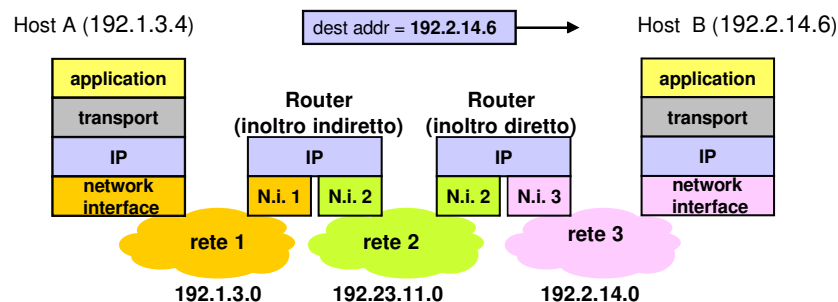 Host A (192.1.3.4)
dest addr = 192.2.14.6
Host B (192.2.14.6)
application
transport
IP
network
interface
Router
(inoltro indiretto)
IP
N.i. 1
N.i. 2
Router
(inoltro diretto)
IP
N.i. 2
N.i. 3
application
transport
IP
network
interface
rete 1
rete 2
rete 3
192.1.3.0
192.23.11.0
192.2.14.0